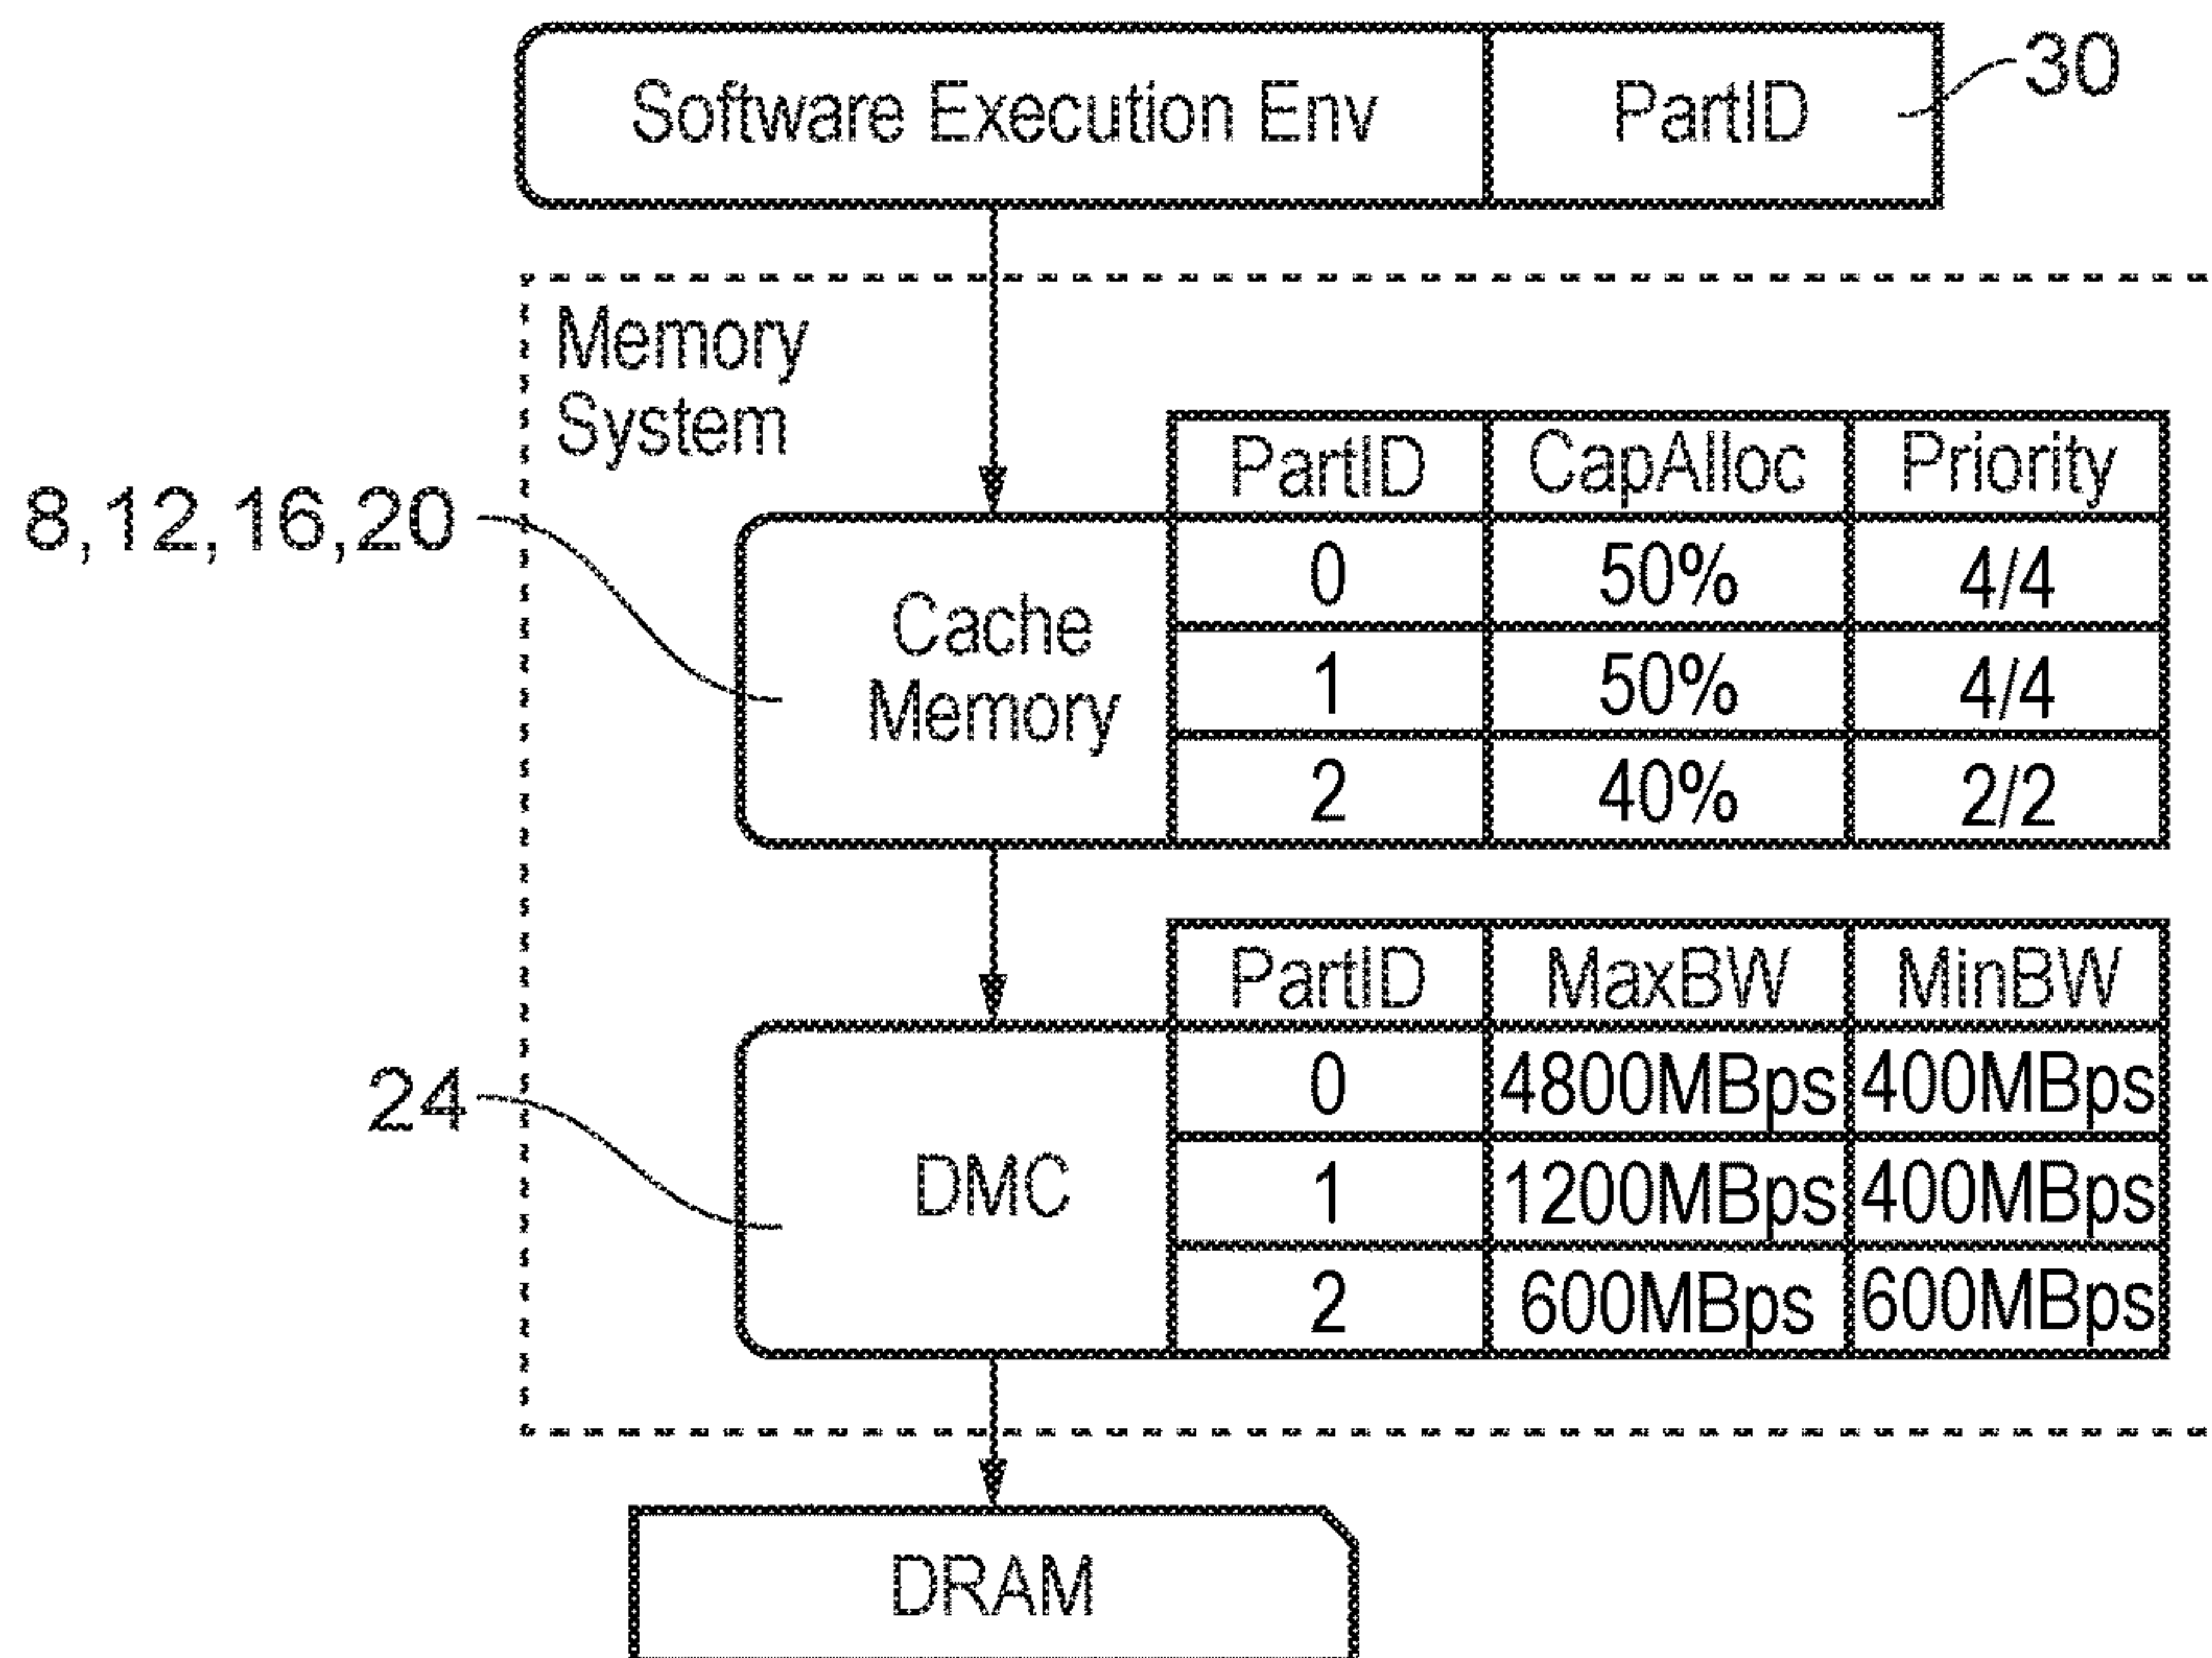 Software Execution Env PartID 30
Memory
System
PartID CapAlloc Priority
8,12,16,20
0 50% 4/4
Cache
Memory
1 50% 4/4
2 40% 2/2
PartID MaxBW MinBW
24
0 4800MBps 400MBps
DMC
1 1200MBps 400MBps
2 600MBps 600MBps
DRAM